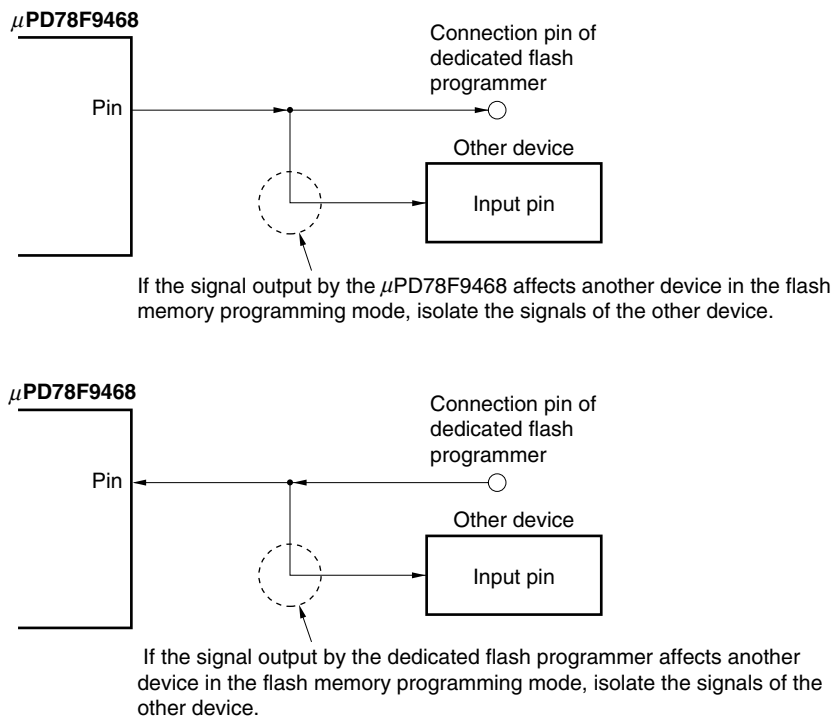 μPD78F9468
Connection pin of
dedicated flash
programmer
Pin
Other device
Input pin
If the signal output by the μPD78F9468 affects another device in the flash
memory programming mode, isolate the signals of the other device.
μPD78F9468
Connection pin of
dedicated flash
programmer
Pin
Other device
Input pin
If the signal output by the dedicated flash programmer affects another
device in the flash memory programming mode, isolate the signals of the
other device.